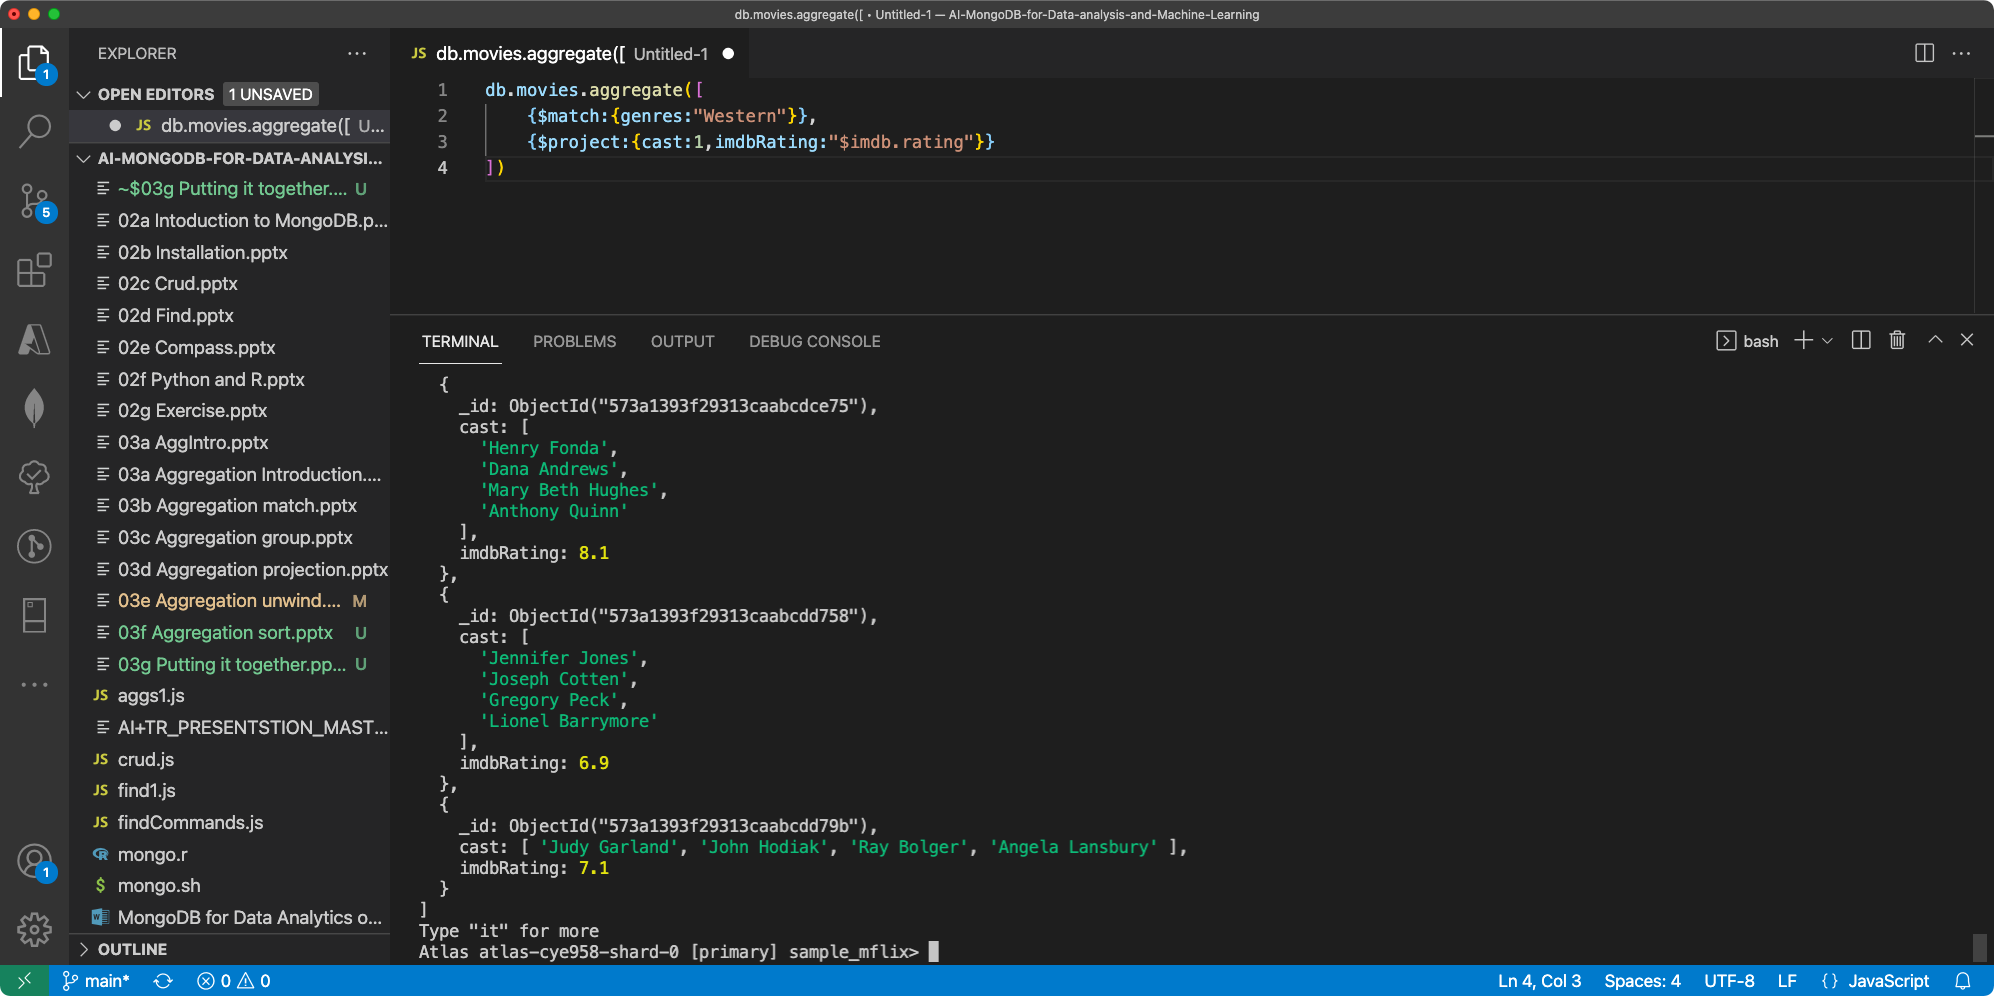 db.movies.aggregate([ • Untitled-1 — AI-MongoDB-for-Data-analysis-and-Machine-Learning
EXPLORER
OPEN EDITORS 1 UNSAVED
JS db.movies.aggregate([ U...
AI-MONGODB-FOR-DATA-ANALYSI...
~$03g Putting it together.... U
02a Intoduction to MongoDB.p...
02b Installation.pptx
02c Crud.pptx
02d Find.pptx
02e Compass.pptx
02f Python and R.pptx
02g Exercise.pptx
03a AggIntro.pptx
03a Aggregation Introduction....
03b Aggregation match.pptx
03c Aggregation group.pptx
03d Aggregation projection.pptx
03e Aggregation unwind.... M
03f Aggregation sort.pptx U
03g Putting it together.pp... U
JS aggs1.js
AI+TR_PRESENTSTION_MAST...
JS crud.js
JS find1.js
JS findCommands.js
R mongo.r
$ mongo.sh
W MongoDB for Data Analytics o...
OUTLINE
1
5
1
JS db.movies.aggregate([ Untitled-1
1 db.movies.aggregate([
2 {$match:{genres:"Western"}},
3 {$project:{cast:1,imdbRating:"$imdb.rating"}}
4 ])
TERMINAL PROBLEMS OUTPUT DEBUG CONSOLE
bash
{
_id: ObjectId("573a1393f29313caabcdce75"),
cast: [
'Henry Fonda',
'Dana Andrews',
'Mary Beth Hughes',
'Anthony Quinn'
],
imdbRating: 8.1
},
{
_id: ObjectId("573a1393f29313caabcdd758"),
cast: [
'Jennifer Jones',
'Joseph Cotten',
'Gregory Peck',
'Lionel Barrymore'
],
imdbRating: 6.9
},
{
_id: ObjectId("573a1393f29313caabcdd79b"),
cast: [ 'Judy Garland', 'John Hodiak', 'Ray Bolger', 'Angela Lansbury' ],
imdbRating: 7.1
}
]
Type "it" for more
Atlas atlas-cye958-shard-0 [primary] sample_mflix>
main* 0 0 Ln 4, Col 3 Spaces: 4 UTF-8 LF {} JavaScript